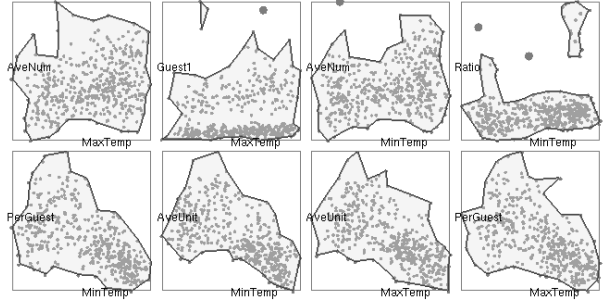 AveNum Guest1 AveNum Ratio
MaxTemp MaxTemp MinTemp MinTemp
PerGuest AveUnit AveUnit PerGuest
MinTemp MinTemp MaxTemp MaxTemp